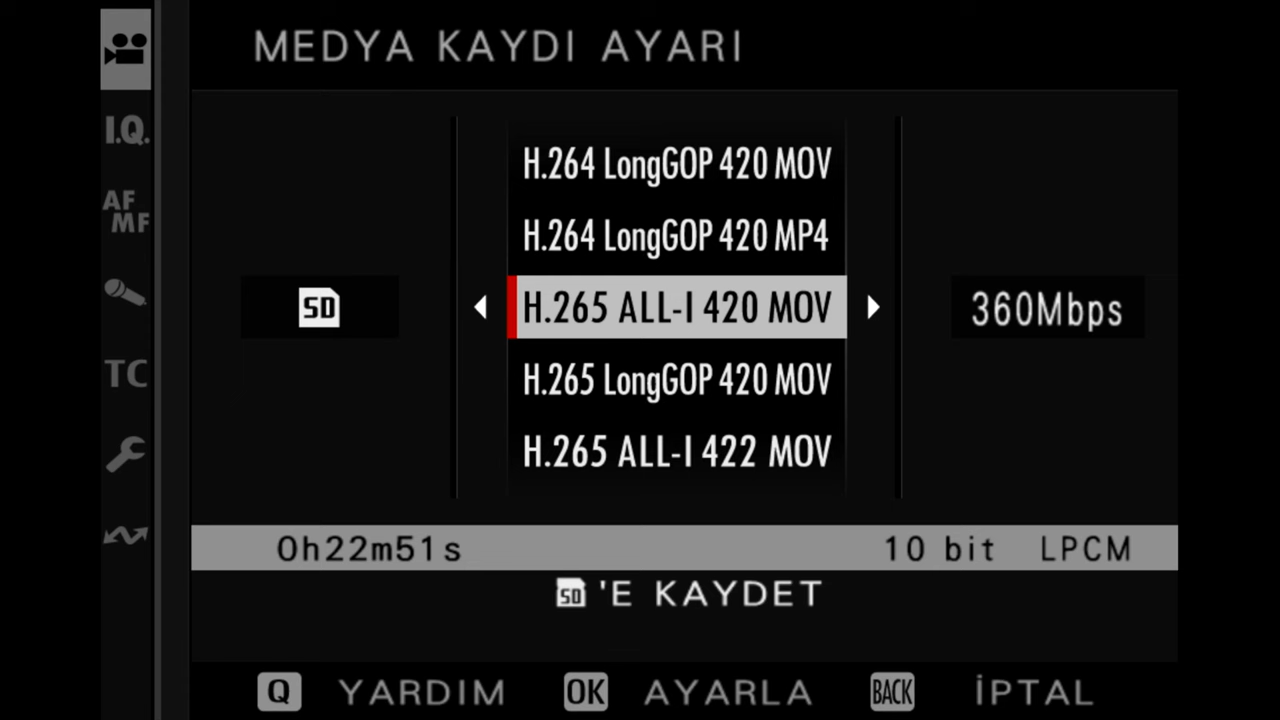 MEDYA KAYDI AYARI
I.Q.
AF
MF
TC
H.264 LongGOP 420 MOV
H.264 LongGOP 420 MP4
SD
H.265 ALL-I 420 MOV
360Mbps
H.265 LongGOP 420 MOV
H.265 ALL-I 422 MOV
0h22m51s 10 bit LPCM
SD 'E KAYDET
Q YARDIM OK AYARLA BACK İPTAL